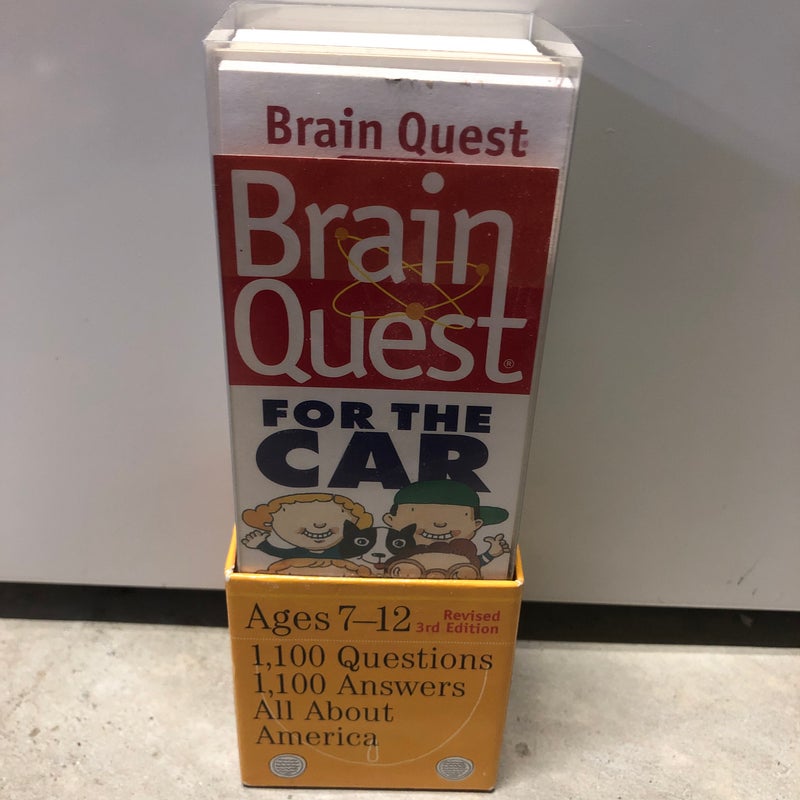 Brain Quest®
Brain
Quest®
FOR THE
CAR
Ages 7–12
Revised
3rd Edition
1,100 Questions
1,100 Answers
All About
America